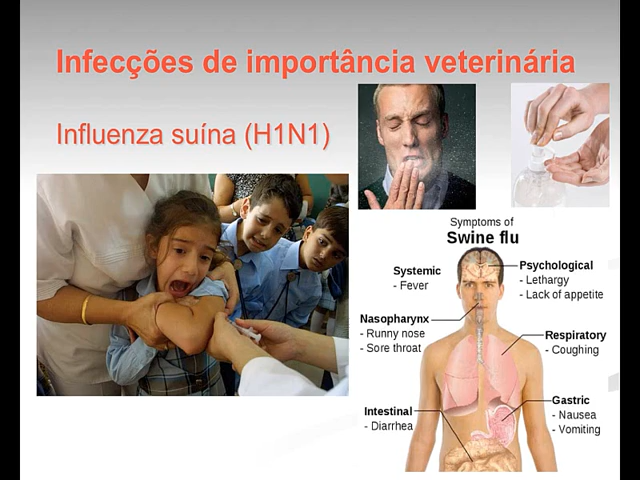 Infecções de importância veterinária
Influenza suína (H1N1)
Symptoms of
Swine flu
Systemic
- Fever
Psychological
- Lethargy
- Lack of appetite
Nasopharynx
- Runny nose
- Sore throat
Respiratory
- Coughing
Gastric
- Nausea
- Vomiting
Intestinal
- Diarrhea